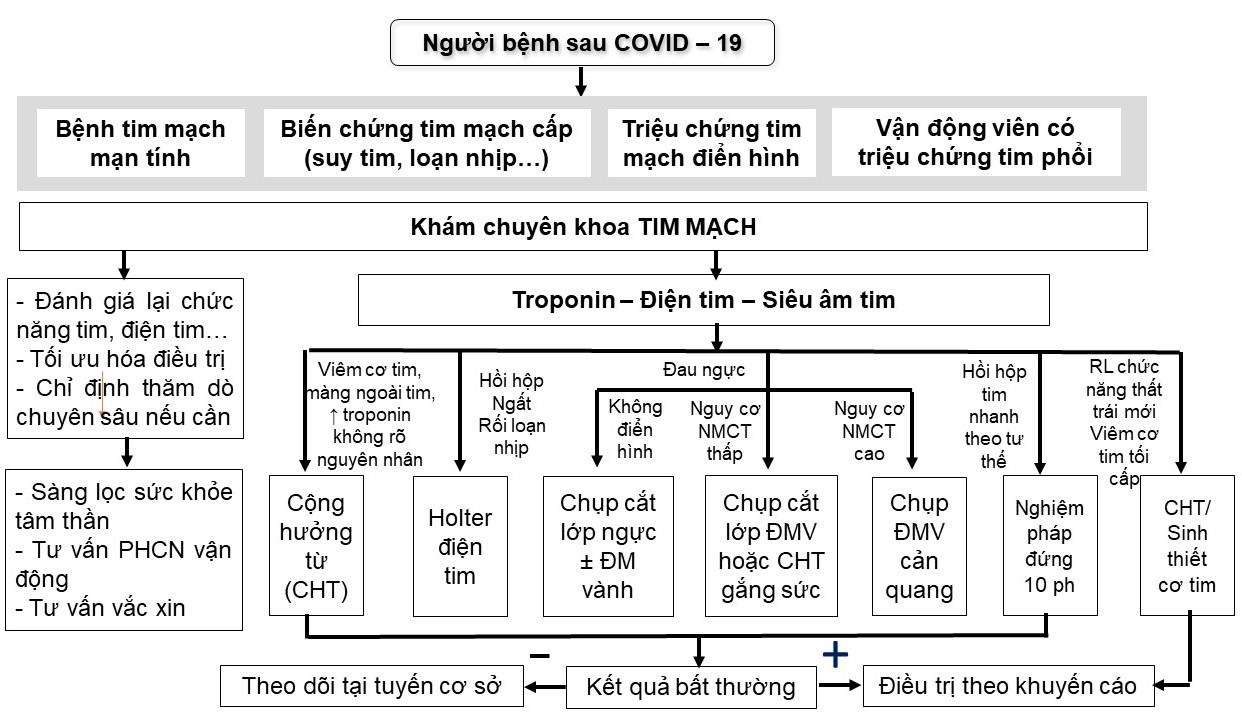 Người bệnh sau COVID – 19
Bệnh tim mạch
mạn tính
Biến chứng tim mạch cấp
(suy tim, loạn nhịp…)
Triệu chứng tim
mạch điển hình
Vận động viên có
triệu chứng tim phổi
Khám chuyên khoa TIM MẠCH
- Đánh giá lại chức
năng tim, điện tim…
- Tối ưu hóa điều trị
- Chỉ định thăm dò
chuyên sâu nếu cần
- Sàng lọc sức khỏe
tâm thần
- Tư vấn PHCN vận
động
- Tư vấn vắc xin
Troponin – Điện tim – Siêu âm tim
Viêm cơ tim,
màng ngoài tim,
↑ troponin
không rõ
nguyên nhân
Hồi hộp
Ngất
Rối loạn
nhịp
Đau ngực
Không
điển
hình
Nguy cơ
NMCT
thấp
Nguy cơ
NMCT
cao
Hồi hộp
tim
nhanh
theo tư
thế
RL chức
năng thất
trái mới
Viêm cơ
tim tối
cấp
Cộng
hưởng
từ
(CHT)
Holter
điện
tim
Chụp cắt
lớp ngực
± ĐM
vành
Chụp cắt
lớp ĐMV
hoặc CHT
gắng sức
Chụp
ĐMV
cản
quang
Nghiệm
pháp
đứng
10 ph
CHT/
Sinh
thiết
cơ tim
–
+
Theo dõi tại tuyến cơ sở
Kết quả bất thường
Điều trị theo khuyến cáo